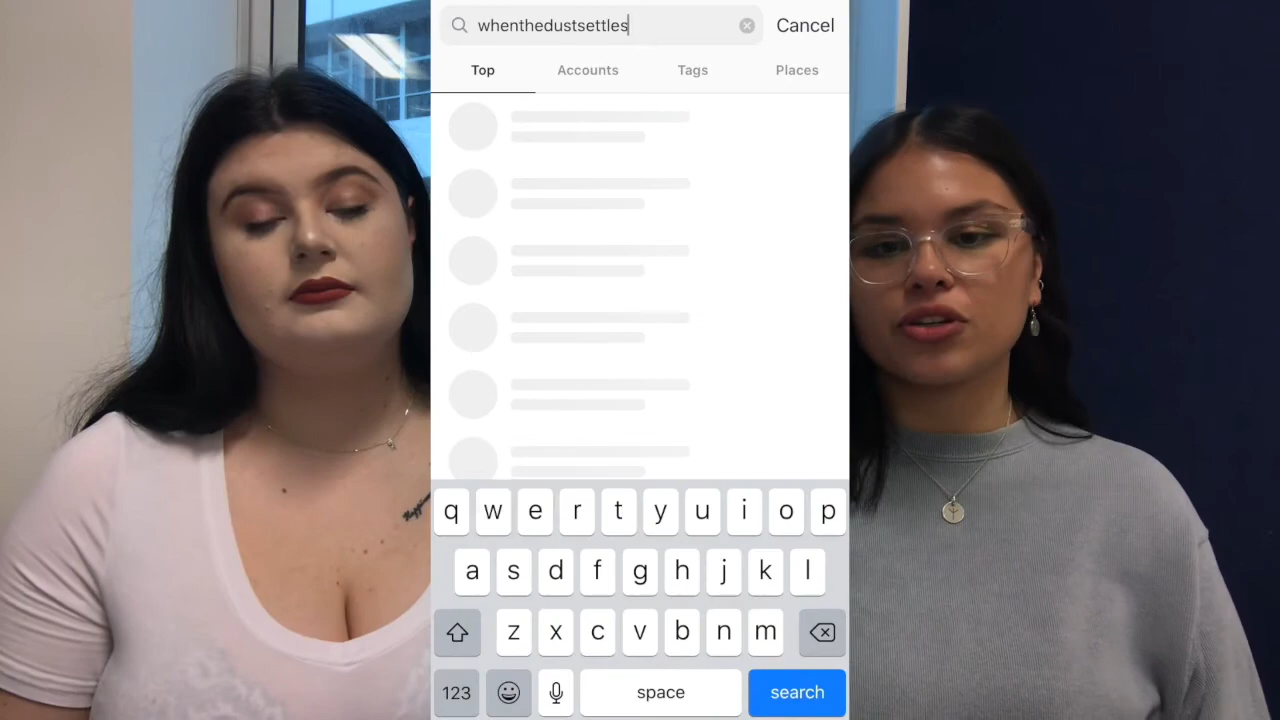 whenthedustsettles
Cancel
Top Accounts Tags Places
q w e r t y u i o p
a s d f g h j k l
z x c v b n m
123 space search